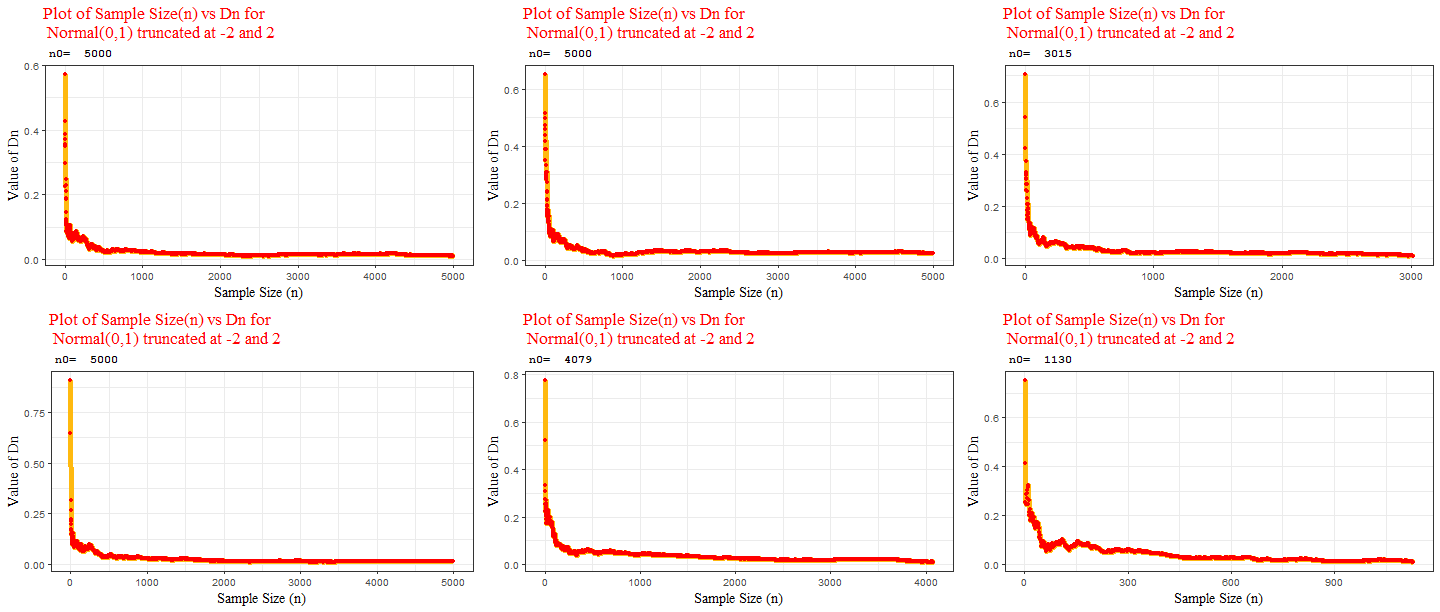 Plot of Sample Size(n) vs Dn for
Normal(0,1) truncated at -2 and 2
n0= 5000
Value of Dn
0.6
0.4
0.2
0.0
0
1000
2000
3000
4000
5000
Sample Size (n)
Plot of Sample Size(n) vs Dn for
Normal(0,1) truncated at -2 and 2
n0= 5000
Value of Dn
0.6
0.4
0.2
0.0
0
1000
2000
3000
4000
5000
Sample Size (n)
Plot of Sample Size(n) vs Dn for
Normal(0,1) truncated at -2 and 2
n0= 3015
Value of Dn
0.6
0.4
0.2
0.0
0
1000
2000
3000
Sample Size (n)
Plot of Sample Size(n) vs Dn for
Normal(0,1) truncated at -2 and 2
n0= 5000
Value of Dn
0.75
0.50
0.25
0.00
0
1000
2000
3000
4000
5000
Sample Size (n)
Plot of Sample Size(n) vs Dn for
Normal(0,1) truncated at -2 and 2
n0= 4079
Value of Dn
0.8
0.6
0.4
0.2
0.0
0
1000
2000
3000
4000
Sample Size (n)
Plot of Sample Size(n) vs Dn for
Normal(0,1) truncated at -2 and 2
n0= 1130
Value of Dn
0.6
0.4
0.2
0.0
0
300
600
900
Sample Size (n)